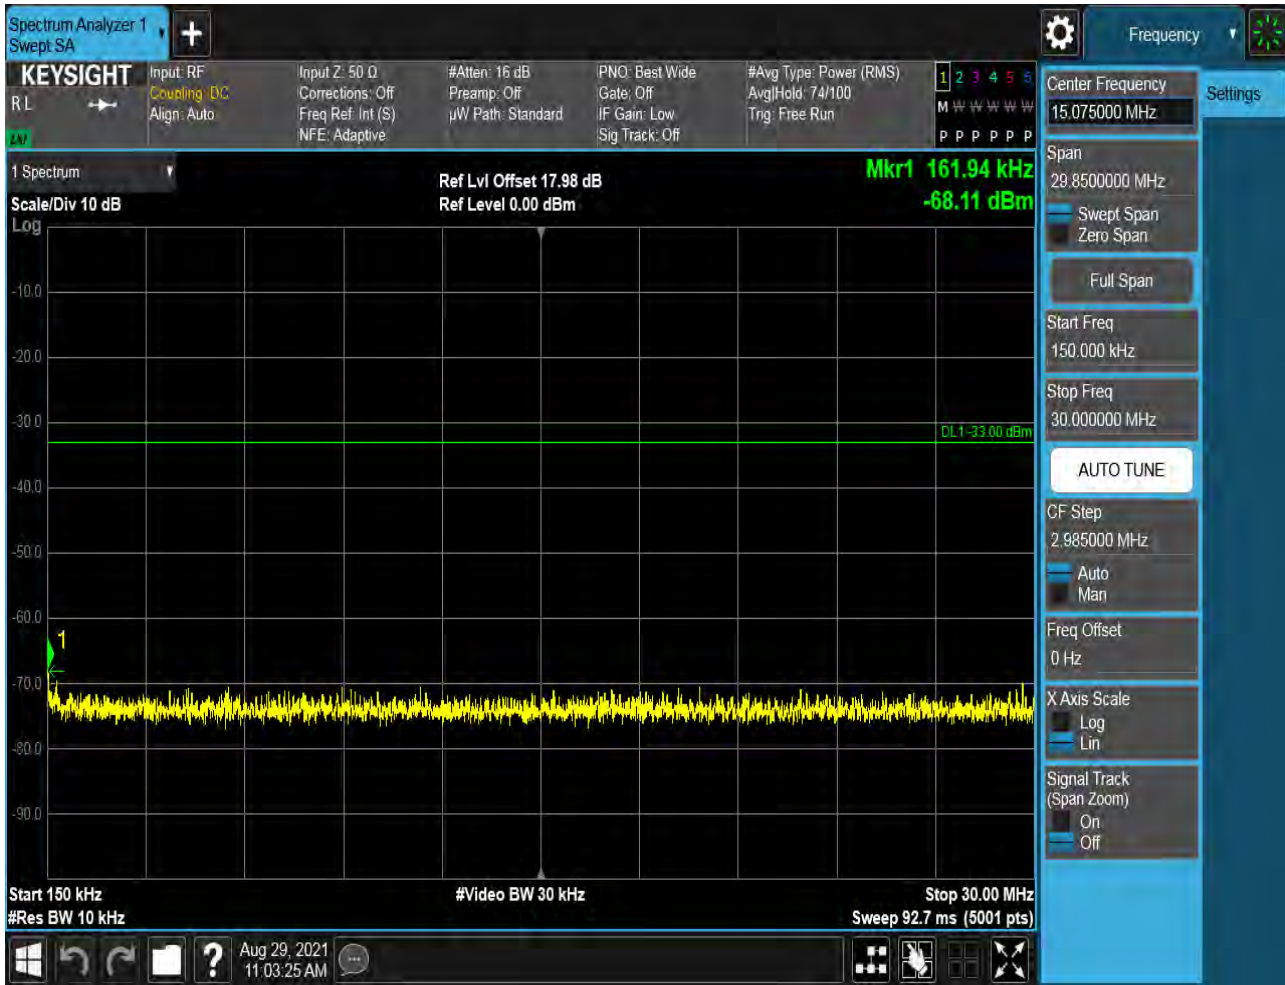 Spectrum Analyzer 1
Swept SA
Frequency
KEYSIGHT
R L
LNI
Input: RF
Coupling: DC
Align: Auto
Input Z: 50 Ω
Corrections: Off
Freq Ref: Int (S)
NFE: Adaptive
#Atten: 16 dB
Preamp: Off
µW Path: Standard
PNO: Best Wide
Gate: Off
IF Gain: Low
Sig Track: Off
#Avg Type: Power (RMS)
Avg|Hold: 74/100
Trig: Free Run
1 2 3 4 5 6
M W W W W W
P P P P P P
1 Spectrum
Scale/Div 10 dB
Log
Ref Lvl Offset 17.98 dB
Ref Level 0.00 dBm
Mkr1 161.94 kHz
-68.11 dBm
-10.0
-20.0
-30.0
DL1 -33.00 dBm
-40.0
-50.0
-60.0
1
-70.0
-80.0
-90.0
Start 150 kHz
#Res BW 10 kHz
#Video BW 30 kHz
Stop 30.00 MHz
Sweep 92.7 ms (5001 pts)
Center Frequency
15.075000 MHz
Settings
Span
29.8500000 MHz
Swept Span
Zero Span
Full Span
Start Freq
150.000 kHz
Stop Freq
30.000000 MHz
AUTO TUNE
CF Step
2.985000 MHz
Auto
Man
Freq Offset
0 Hz
X Axis Scale
Log
Lin
Signal Track
(Span Zoom)
On
Off
?
Aug 29, 2021
11:03:25 AM